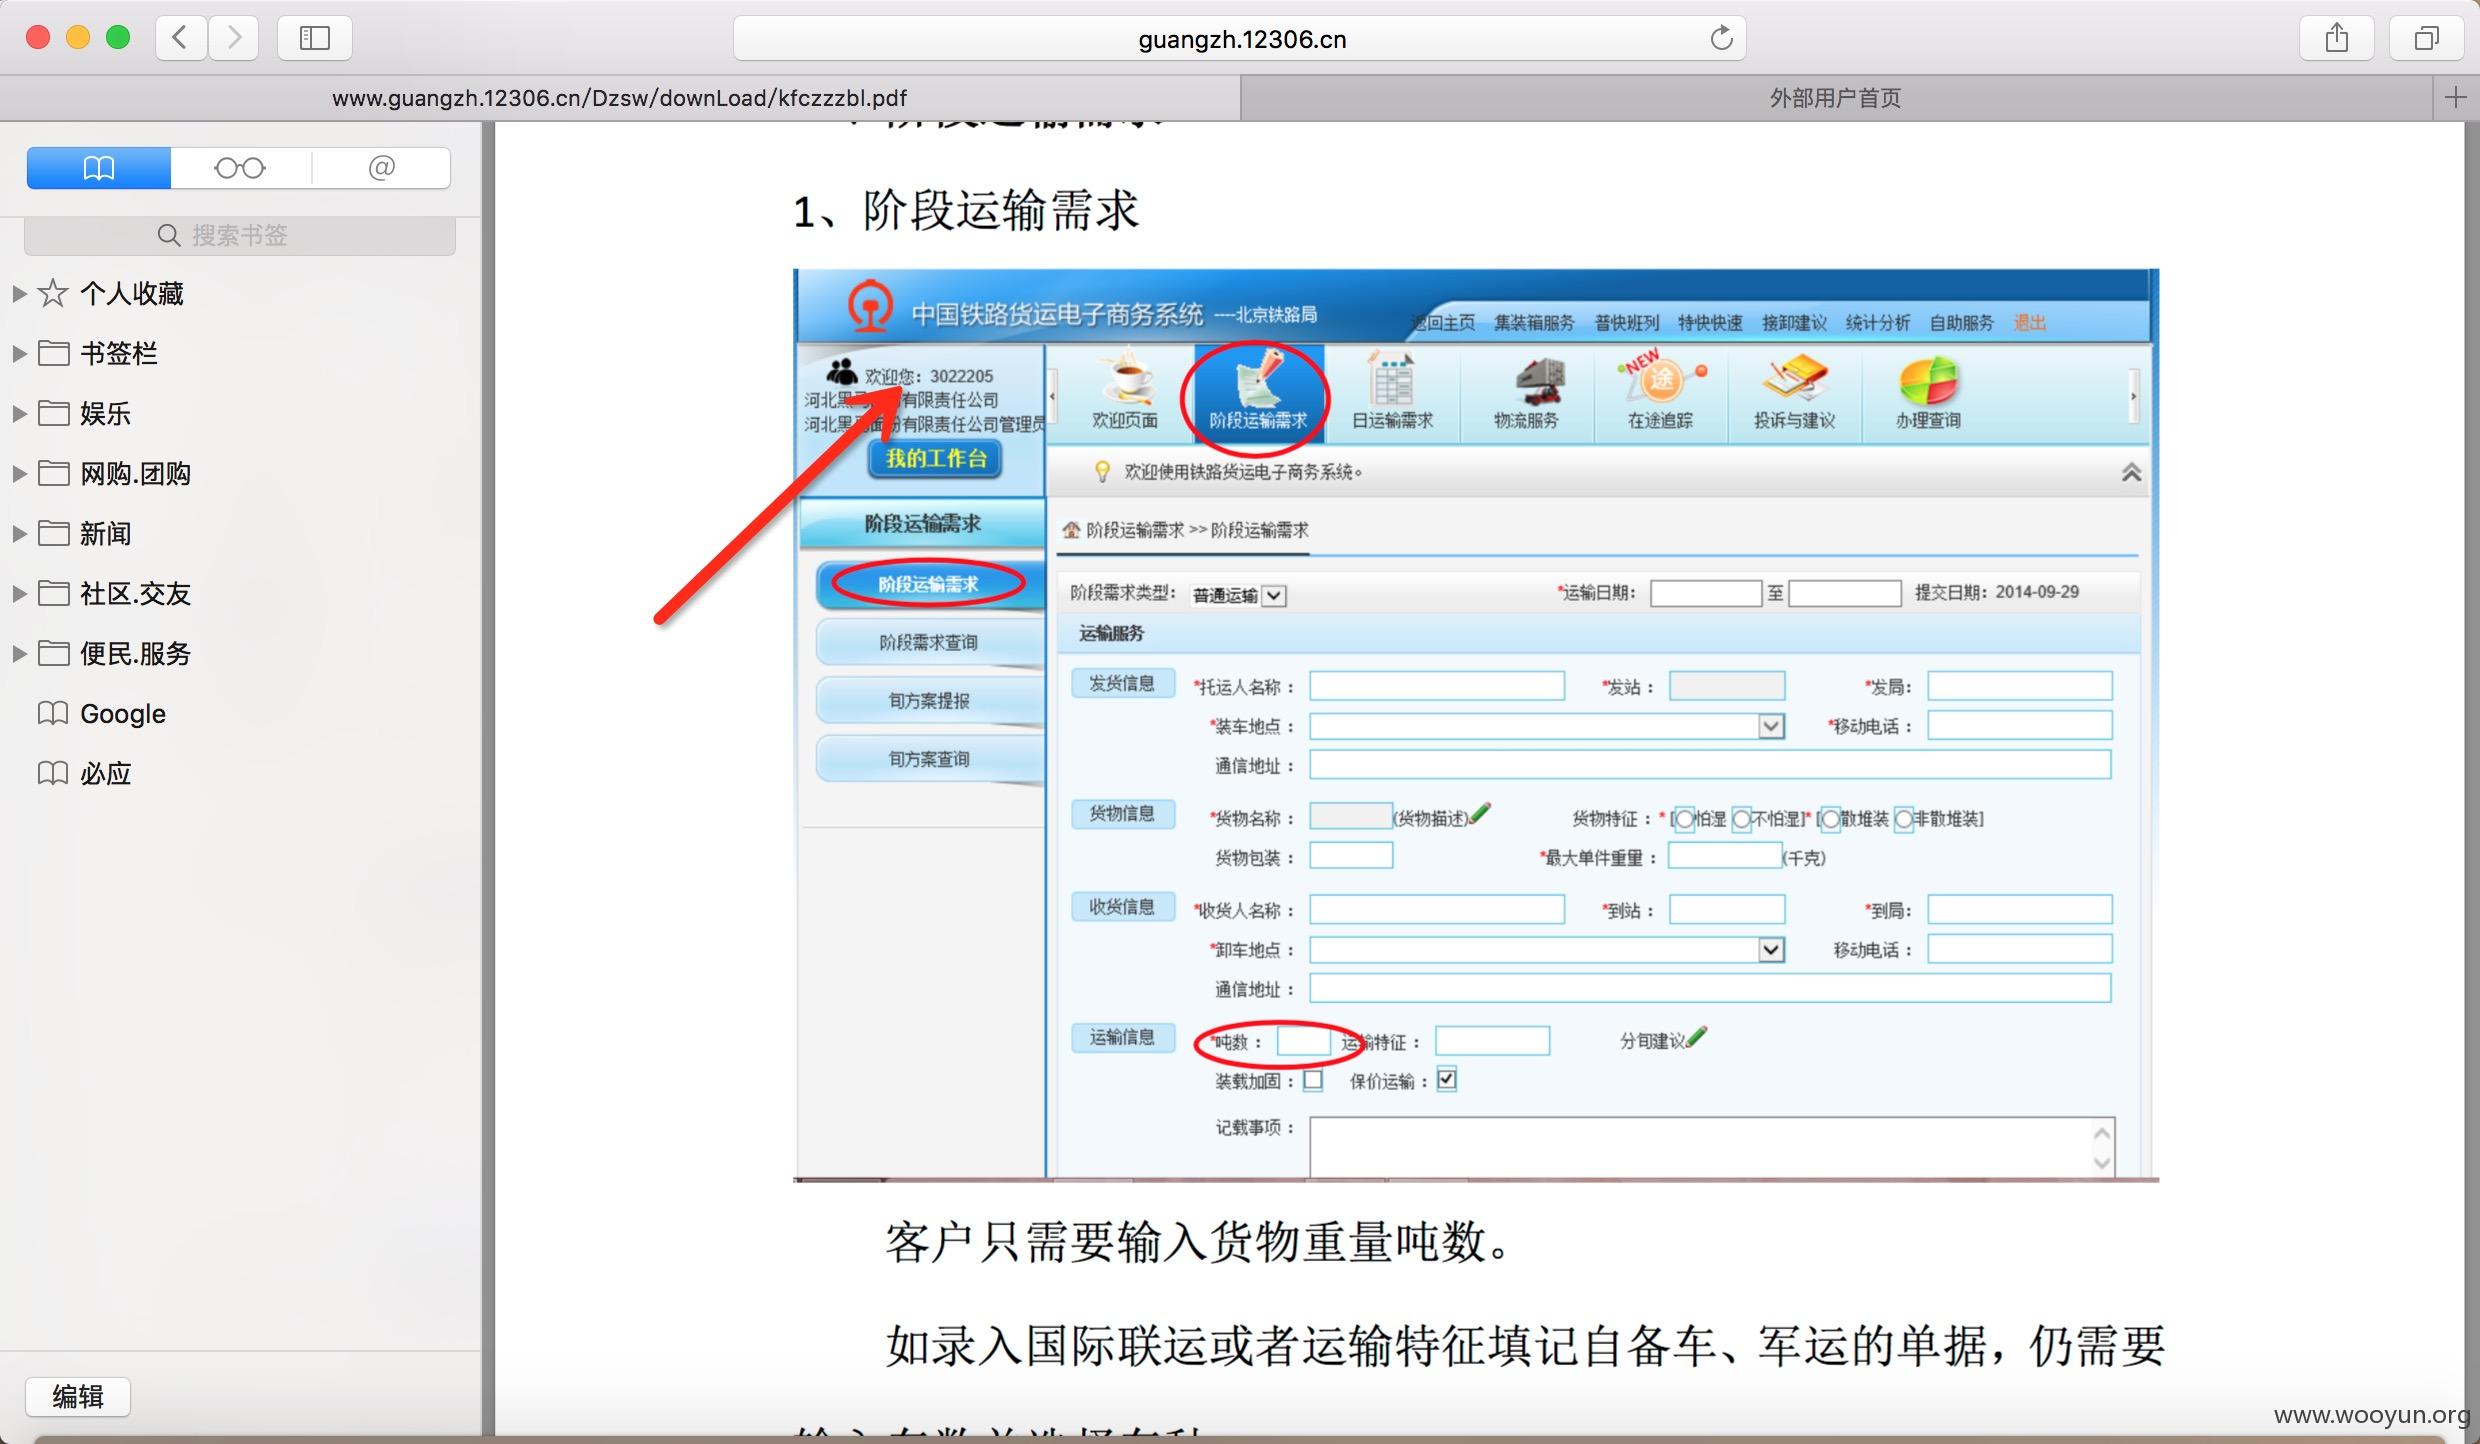 guangzh.12306.cn
www.guangzh.12306.cn/Dzsw/downLoad/kfczzzbl.pdf
外部用户首页
@
搜索书签
个人收藏
书签栏
娱乐
网购.团购
新闻
社区.交友
便民.服务
Google
必应
编辑
阶段运输需求
1、阶段运输需求
中国铁路货运电子商务系统 ----北京铁路局
返回主页 集装箱服务 普快班列 特快快速 接卸建议 统计分析 自助服务 退出
欢迎您：3022205
河北黑马面粉有限责任公司
河北黑马面粉有限责任公司管理员
我的工作台
欢迎页面 阶段运输需求 日运输需求 物流服务 NEW 途 在途追踪 投诉与建议 办理查询
欢迎使用铁路货运电子商务系统。
阶段运输需求
阶段运输需求
阶段需求查询
旬方案提报
旬方案查询
阶段运输需求 >> 阶段运输需求
阶段需求类型： 普通运输 *运输日期： 至 提交日期：2014-09-29
运输服务
发货信息 *托运人名称： *发站： *发局：
*装车地点： *移动电话：
通信地址：
货物信息 *货物名称： (货物描述) 货物特征：* [怕湿 不怕湿]* [散堆装 非散堆装]
货物包装： *最大单件重量： (千克)
收货信息 *收货人名称： *到站： *到局：
*卸车地点： 移动电话：
通信地址：
运输信息 *吨数： 运输特征： 分旬建议
装载加固： 保价运输：
记载事项：
客户只需要输入货物重量吨数。
如录入国际联运或者运输特征填记自备车、军运的单据，仍需要
www.wooyun.org